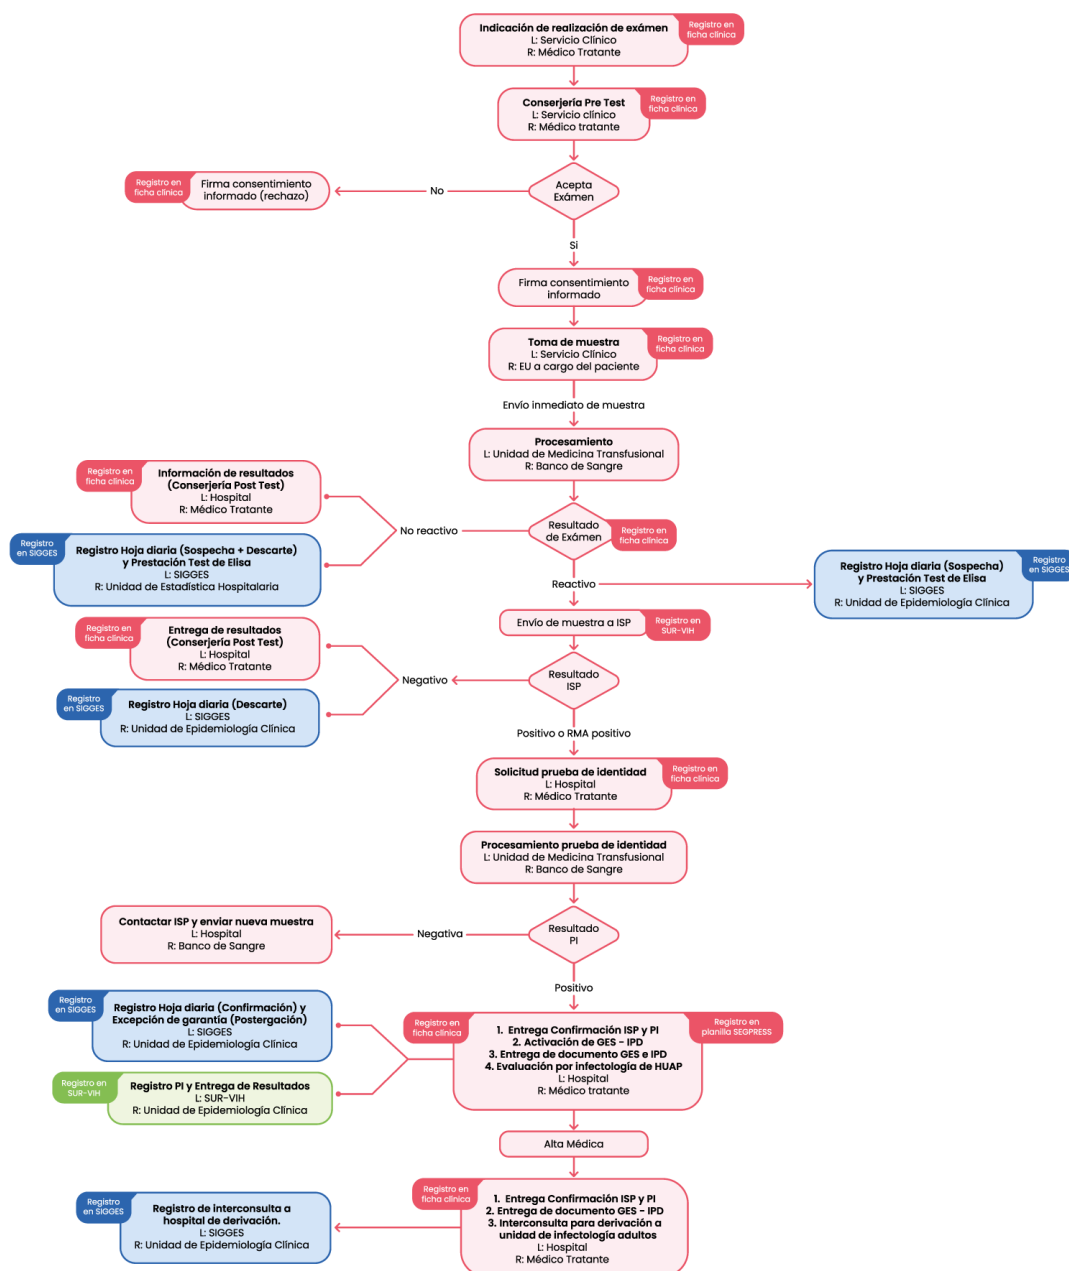 Indicación de realización de exámen
L: Servicio Clínico
R: Médico Tratante
Registro en
ficha clínica
Conserjería Pre Test
L: Servicio clínico
R: Médico tratante
Registro en
ficha clínica
Acepta
Exámen
No
Registro en
ficha clínica
Firma consentimiento
informado (rechazo)
Si
Firma consentimiento
informado
Registro en
ficha clínica
Toma de muestra
L: Servicio Clínico
R: EU a cargo del paciente
Registro en
ficha clínica
Envío inmediato de muestra
Procesamiento
L: Unidad de Medicina Transfusional
R: Banco de Sangre
Registro en
ficha clínica
Información de resultados
(Conserjería Post Test)
L: Hospital
R: Médico Tratante
Resultado
de Exámen
Registro en
ficha clínica
No reactivo
Registro
en SIGGES
Registro Hoja diaria (Sospecha + Descarte)
y Prestación Test de Elisa
L: SIGGES
R: Unidad de Estadística Hospitalaria
Reactivo
Registro Hoja diaria (Sospecha)
y Prestación Test de Elisa
L: SIGGES
R: Unidad de Epidemiología Clínica
Registro
en SIGGES
Envío de muestra a ISP
Registro en
SUR-VIH
Registro en
ficha clínica
Entrega de resultados
(Conserjería Post Test)
L: Hospital
R: Médico Tratante
Resultado
ISP
Negativo
Registro
en SIGGES
Registro Hoja diaria (Descarte)
L: SIGGES
R: Unidad de Epidemiología Clínica
Positivo o RMA positivo
Solicitud prueba de identidad
L: Hospital
R: Médico Tratante
Registro en
ficha clínica
Procesamiento prueba de identidad
L: Unidad de Medicina Transfusional
R: Banco de Sangre
Resultado
PI
Negativa
Contactar ISP y enviar nueva muestra
L: Hospital
R: Banco de Sangre
Positivo
Registro
en SIGGES
Registro Hoja diaria (Confirmación) y
Excepción de garantía (Postergación)
L: SIGGES
R: Unidad de Epidemiología Clínica
Registro en
ficha clínica
1. Entrega Confirmación ISP y PI
2. Activación de GES - IPD
3. Entrega de documento GES e IPD
4. Evaluación por infectología de HUAP
L: Hospital
R: Médico tratante
Registro en
planilla SEGPRESS
Registro en
SUR-VIH
Registro PI y Entrega de Resultados
L: SUR-VIH
R: Unidad de Epidemiología Clínica
Alta Médica
Registro en
ficha clínica
1. Entrega Confirmación ISP y PI
2. Entrega de documento GES - IPD
3. Interconsulta para derivación a
unidad de infectología adultos
L: Hospital
R: Médico Tratante
Registro
en SIGGES
Registro de interconsulta a
hospital de derivación.
L: SIGGES
R: Unidad de Epidemiología Clínica